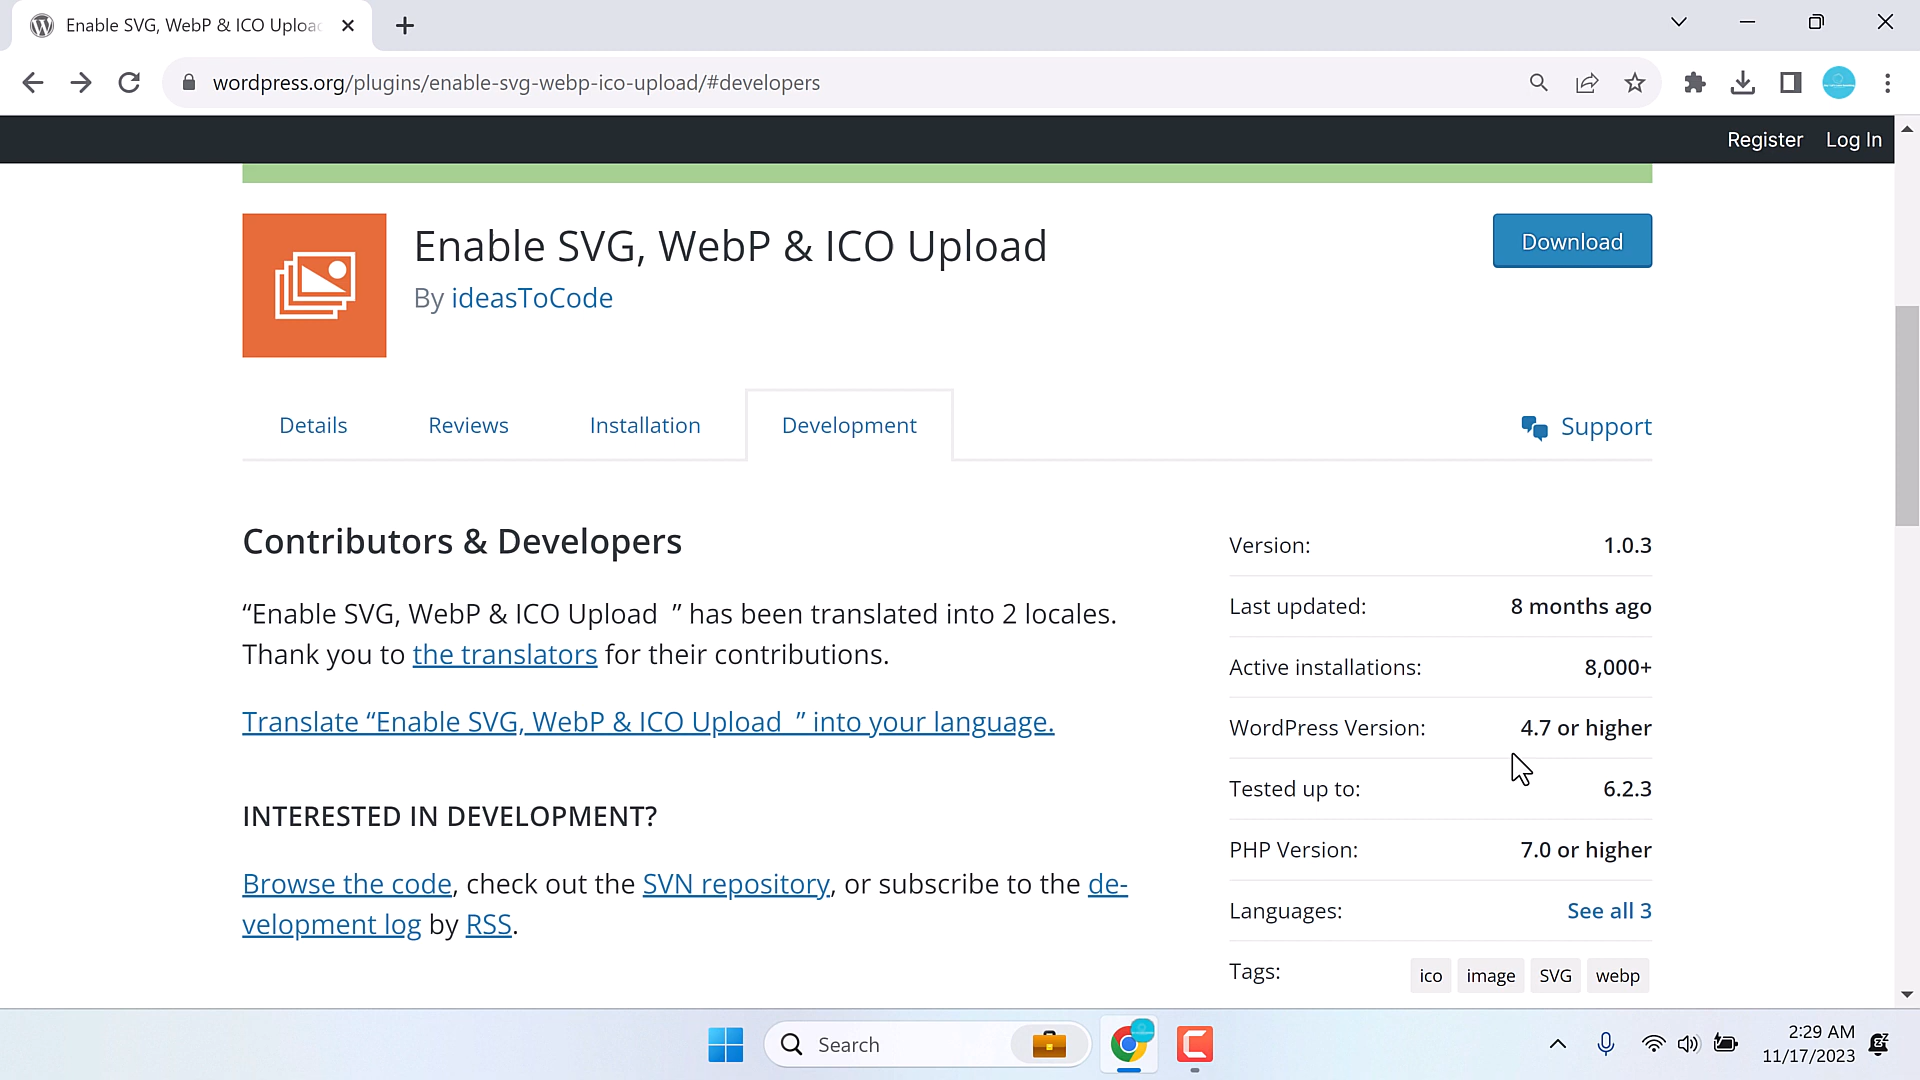 Enable SVG, WebP & ICO Uploa
wordpress.org/plugins/enable-svg-webp-ico-upload/#developers
Register Log In
Enable SVG, WebP & ICO Upload
Download
By ideasToCode
Details Reviews Installation Development Support
Contributors & Developers
“Enable SVG, WebP & ICO Upload ” has been translated into 2 locales.
Thank you to the translators for their contributions.
Translate “Enable SVG, WebP & ICO Upload ” into your language.
INTERESTED IN DEVELOPMENT?
Browse the code, check out the SVN repository, or subscribe to the de-
velopment log by RSS.
Version: 1.0.3
Last updated: 8 months ago
Active installations: 8,000+
WordPress Version: 4.7 or higher
Tested up to: 6.2.3
PHP Version: 7.0 or higher
Languages: See all 3
Tags: ico image SVG webp
Search
2:29 AM
11/17/2023